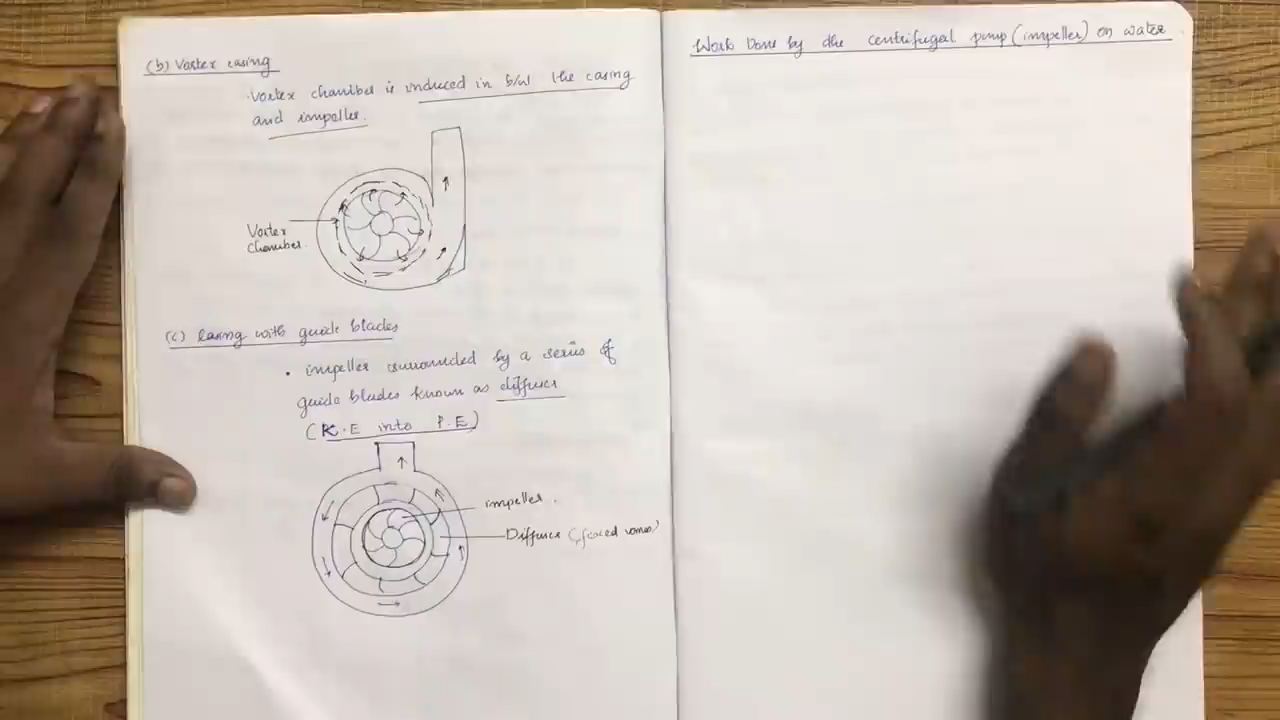 (b) Vortex casing
Vortex chamber is induced in b/w the casing
and impeller.
Vortex
chamber.
(c) Casing with guide blades
• impeller surrounded by a series of
guide blades known as diffuser
(K.E into P.E)
impeller.
Diffuser (fixed vanes)
Work Done by the centrifugal pump (impeller) on water.